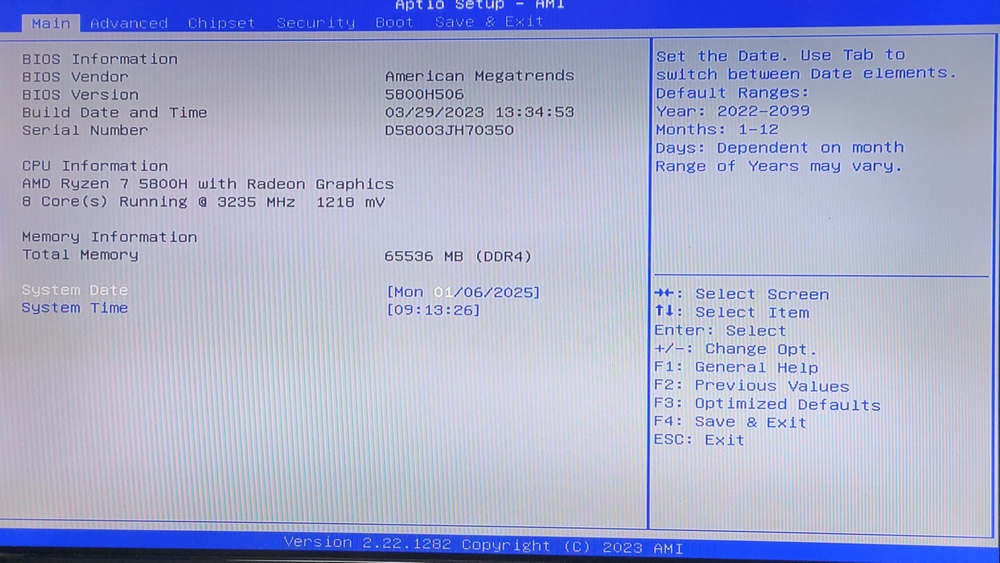 Aptio Setup – AMI
Main Advanced Chipset Security Boot Save & Exit
BIOS Information
BIOS Vendor American Megatrends
BIOS Version 5800H506
Build Date and Time 03/29/2023 13:34:53
Serial Number D58003JH70350
CPU Information
AMD Ryzen 7 5800H with Radeon Graphics
8 Core(s) Running @ 3235 MHz 1218 mV
Memory Information
Total Memory 65536 MB (DDR4)
System Date [Mon 01/06/2025]
System Time [09:13:26]
Set the Date. Use Tab to
switch between Date elements.
Default Ranges:
Year: 2022-2099
Months: 1-12
Days: Dependent on month
Range of Years may vary.
→←: Select Screen
↑↓: Select Item
Enter: Select
+/-: Change Opt.
F1: General Help
F2: Previous Values
F3: Optimized Defaults
F4: Save & Exit
ESC: Exit
Version 2.22.1282 Copyright (C) 2023 AMI